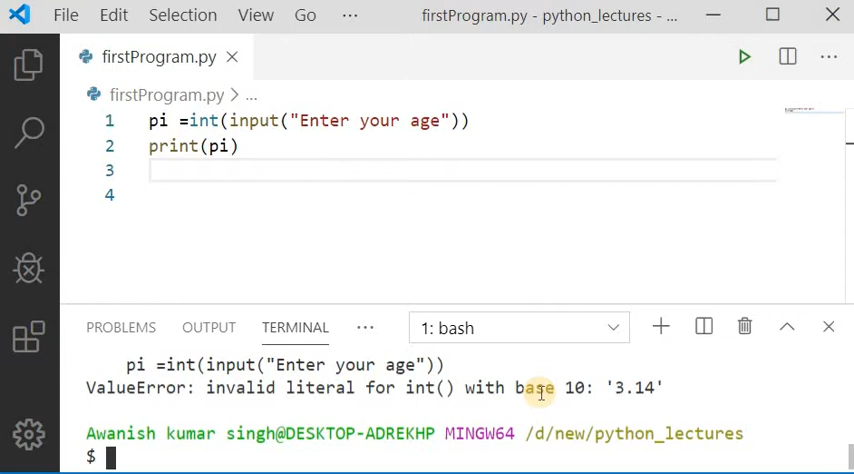 File Edit Selection View Go ··· firstProgram.py - python_lectures - ...
firstProgram.py
firstProgram.py > ...
1 pi =int(input("Enter your age"))
2 print(pi)
3
4
PROBLEMS OUTPUT TERMINAL ··· 1: bash
pi =int(input("Enter your age"))
ValueError: invalid literal for int() with base 10: '3.14'
Awanish kumar singh@DESKTOP-ADREKHP MINGW64 /d/new/python_lectures
$